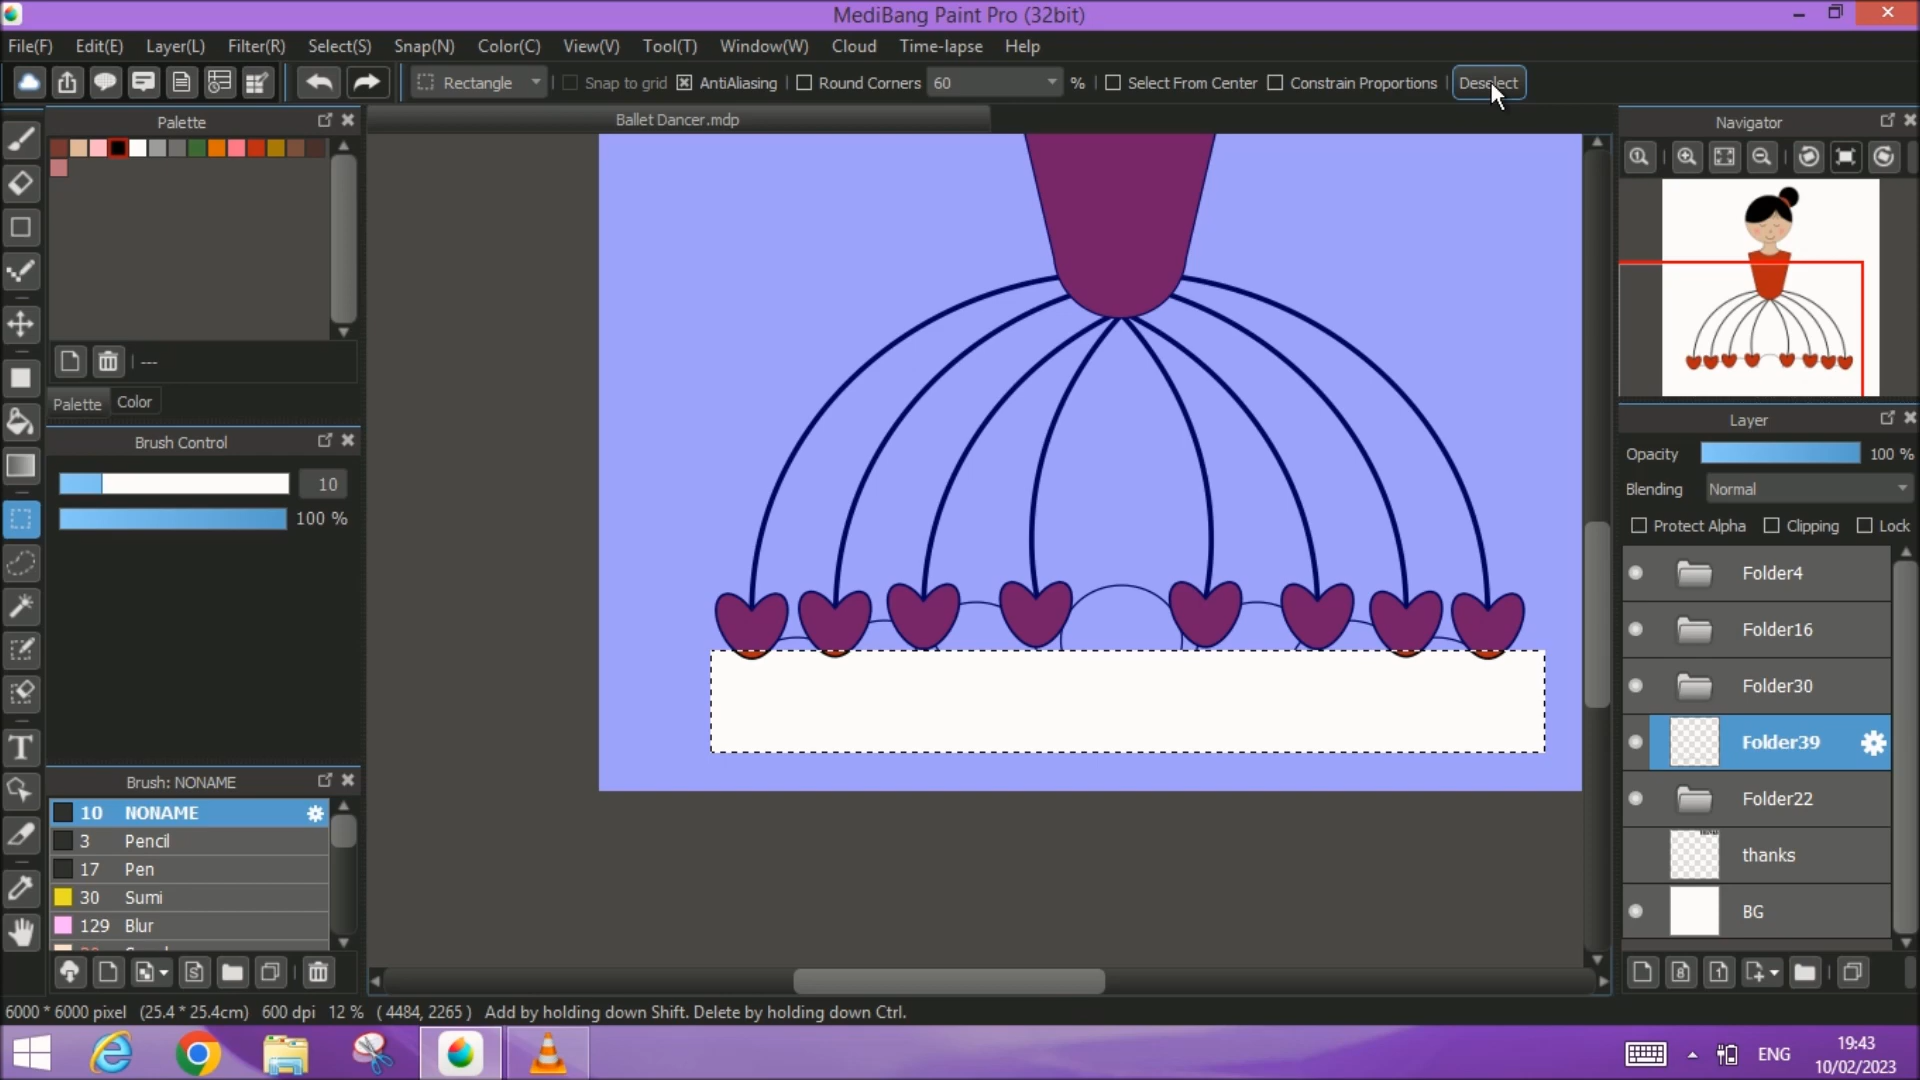 MediBang Paint Pro (32bit)
File(F) Edit(E) Layer(L) Filter(R) Select(S) Snap(N) Color(C) View(V) Tool(T) Window(W) Cloud Time-lapse Help
Rectangle Snap to grid AntiAliasing Round Corners 60 % Select From Center Constrain Proportions Deselect
Palette
Ballet Dancer.mdp
Navigator
---
Palette Color
Brush Control
10
100 %
Layer
Opacity 100 %
Blending Normal
Protect Alpha Clipping Lock
Folder4
Folder16
Folder30
Folder39
Folder22
thanks
BG
Brush: NONAME
10 NONAME
3 Pencil
17 Pen
30 Sumi
129 Blur
6000 * 6000 pixel (25.4 * 25.4cm) 600 dpi 12 % ( 4484, 2265 ) Add by holding down Shift. Delete by holding down Ctrl.
ENG
19:43
10/02/2023